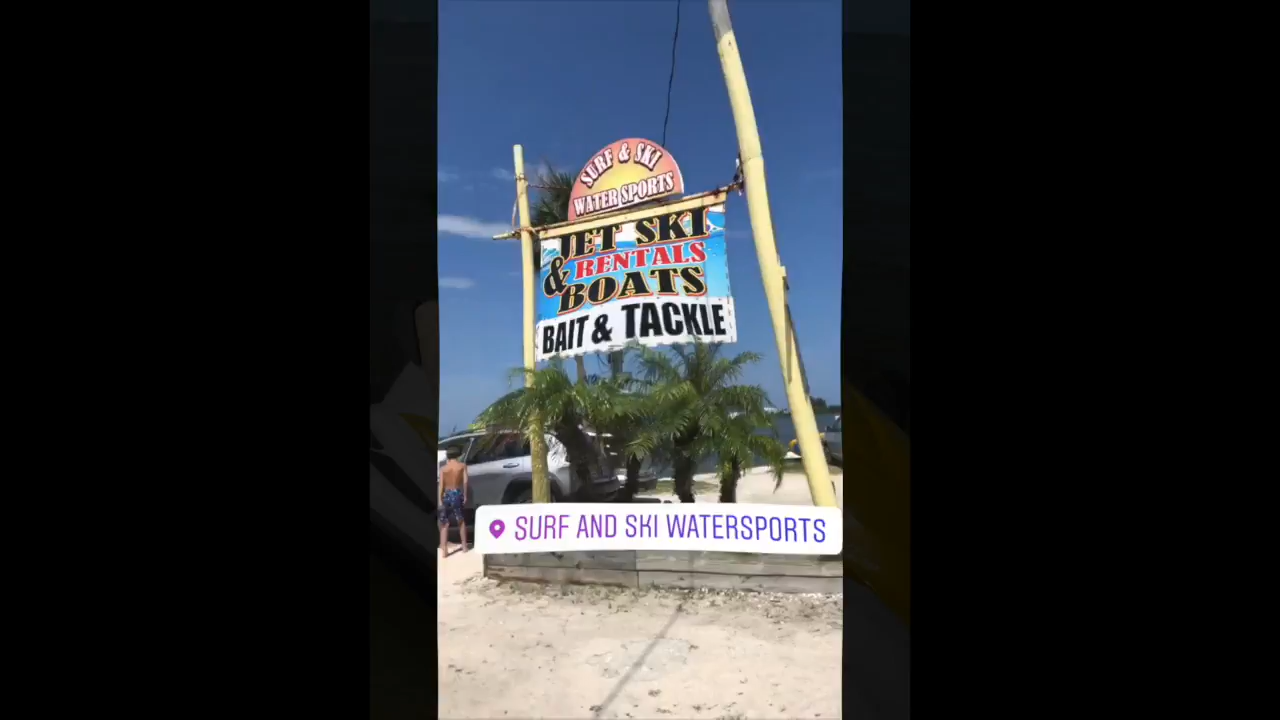 SURF & SKI
WATER SPORTS
JET SKI
& RENTALS
BOATS
BAIT & TACKLE
SURF AND SKI WATERSPORTS